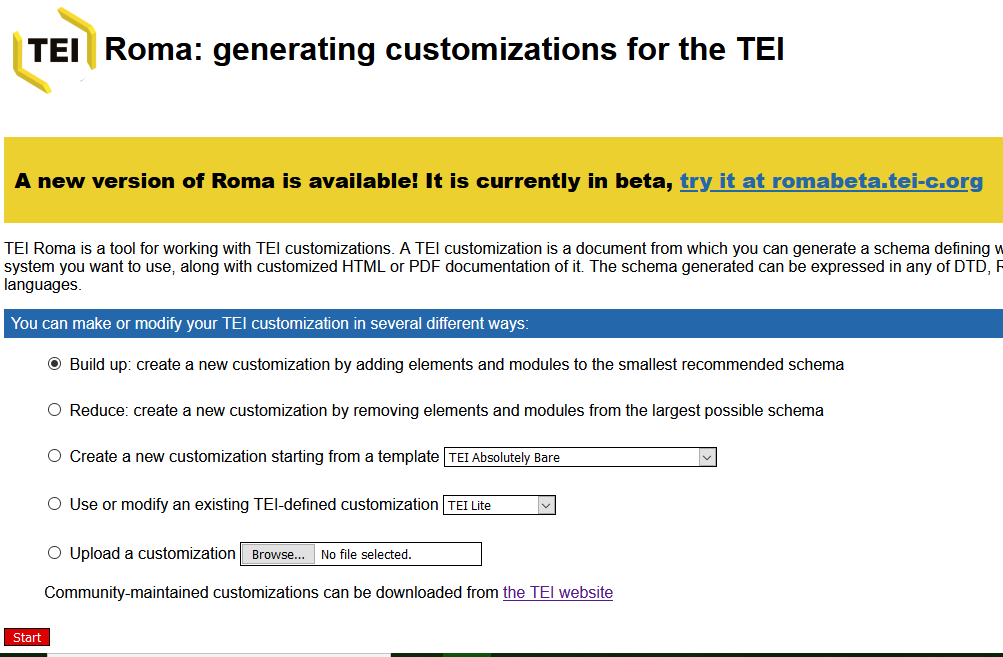 TEI Roma: generating customizations for the TEI
A new version of Roma is available! It is currently in beta, try it at romabeta.tei-c.org
TEI Roma is a tool for working with TEI customizations. A TEI customization is a document from which you can generate a schema defining
system you want to use, along with customized HTML or PDF documentation of it. The schema generated can be expressed in any of DTD,
languages.
You can make or modify your TEI customization in several different ways:
Build up: create a new customization by adding elements and modules to the smallest recommended schema
Reduce: create a new customization by removing elements and modules from the largest possible schema
Create a new customization starting from a template TEI Absolutely Bare
Use or modify an existing TEI-defined customization TEI Lite
Upload a customization Browse... No file selected.
Community-maintained customizations can be downloaded from the TEI website
Start